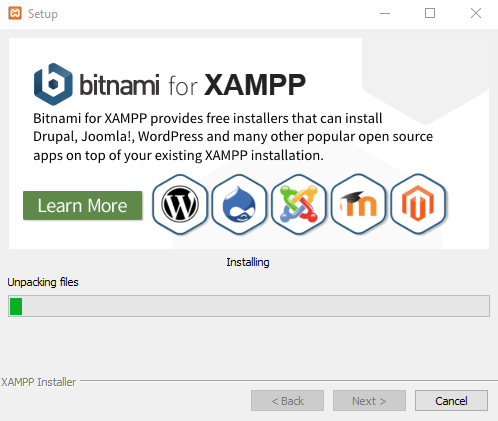 Setup
bitnami for XAMPP
Bitnami for XAMPP provides free installers that can install
Drupal, Joomla!, WordPress and many other popular open source
apps on top of your existing XAMPP installation.
Learn More
Installing
Unpacking files
XAMPP Installer
< Back Next > Cancel